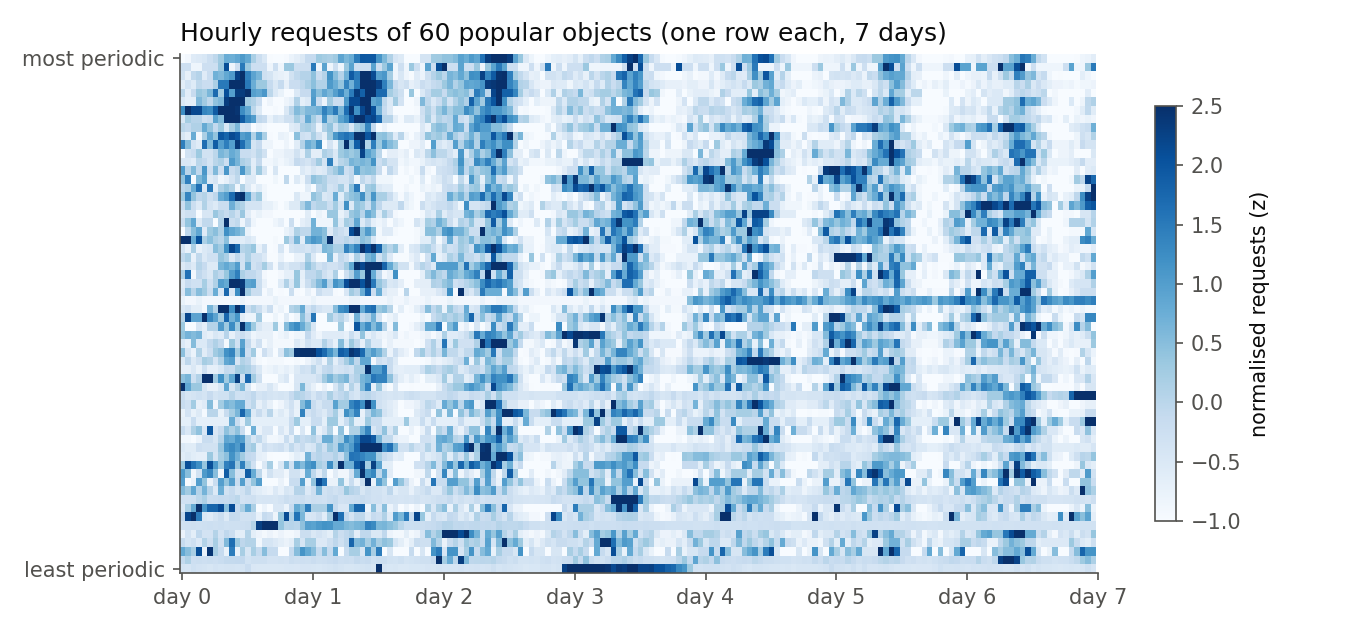 Hourly requests of 60 popular objects (one row each, 7 days)
most periodic
least periodic
day 0
day 1
day 2
day 3
day 4
day 5
day 6
day 7
2.5
2.0
1.5
1.0
0.5
0.0
−0.5
−1.0
normalised requests (z)